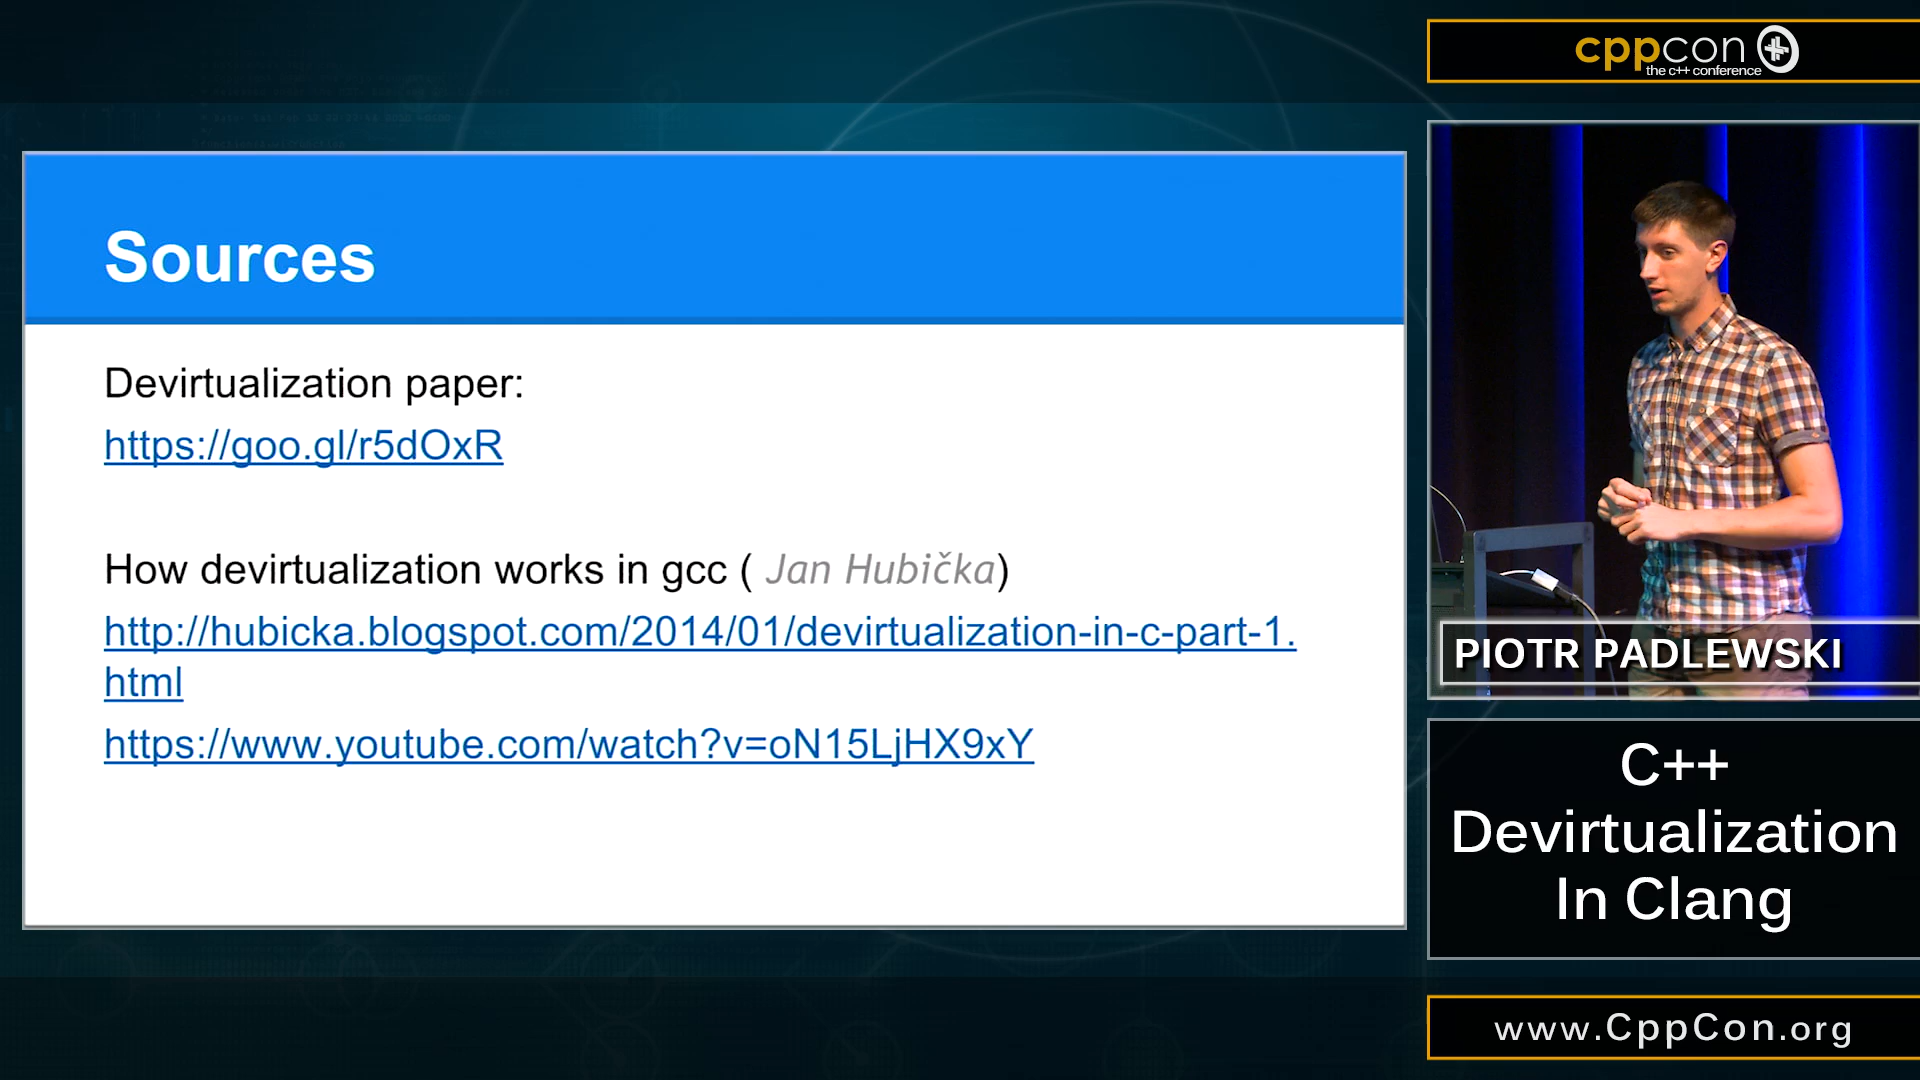 cppcon
the c++ conference
Sources
Devirtualization paper:
https://goo.gl/r5dOxR
How devirtualization works in gcc ( Jan Hubička)
http://hubicka.blogspot.com/2014/01/devirtualization-in-c-part-1.
html
https://www.youtube.com/watch?v=oN15LjHX9xY
PIOTR PADLEWSKI
C++
Devirtualization
In Clang
www.CppCon.org